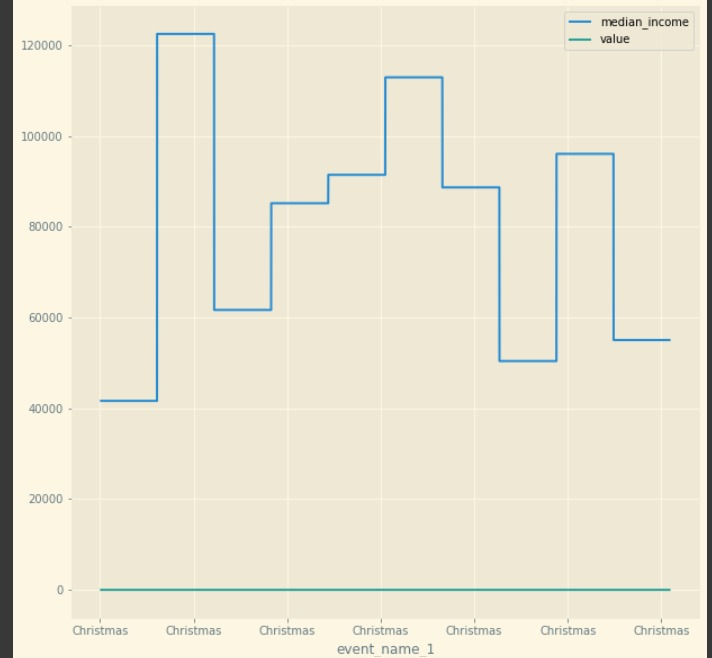 median_income
value
120000
100000
80000
60000
40000
20000
0
Christmas Christmas Christmas Christmas Christmas Christmas Christmas
event_name_1